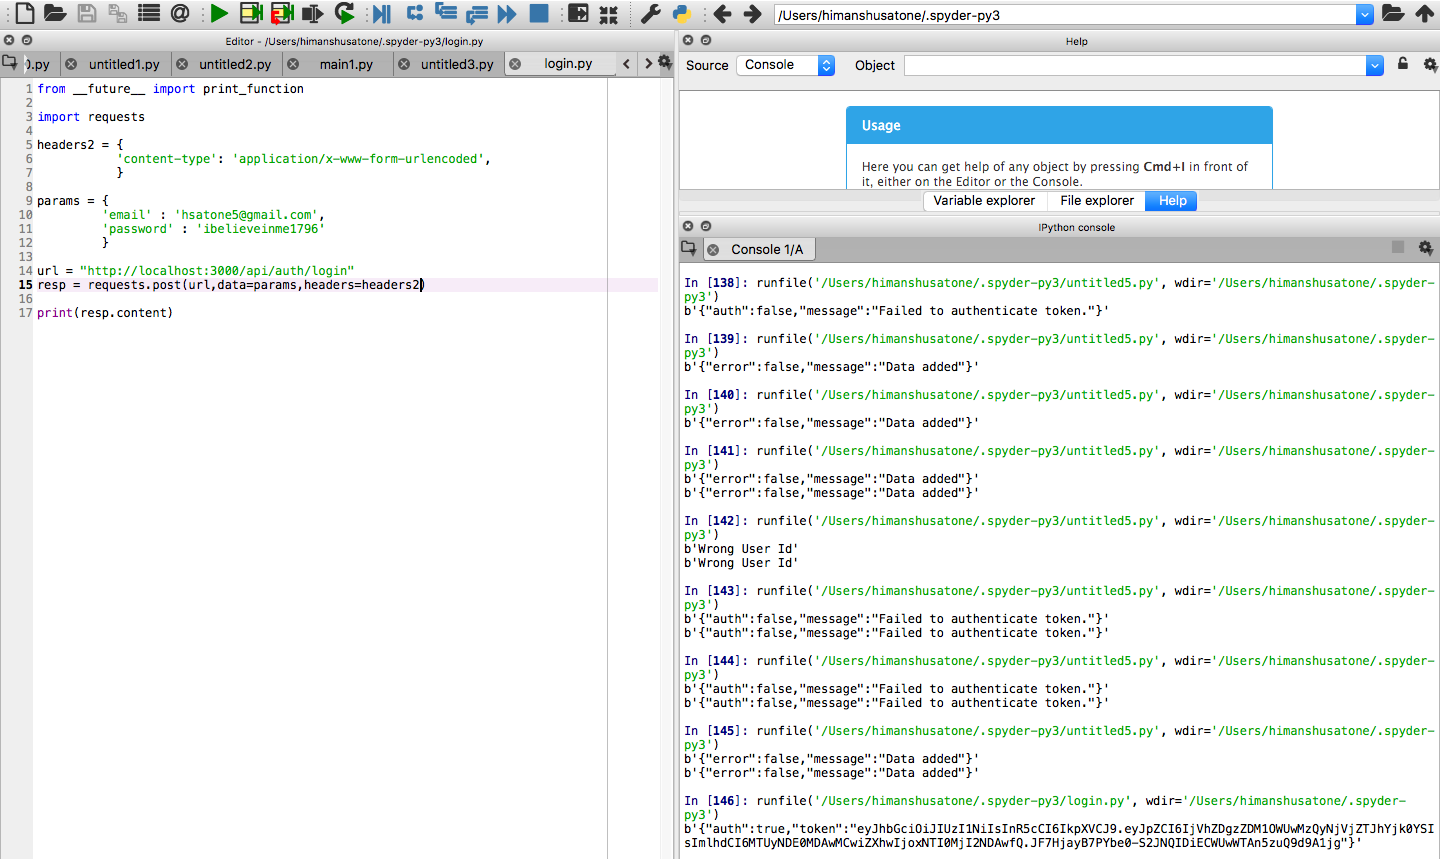 /Users/himanshusatone/.spyder-py3
Editor - /Users/himanshusatone/.spyder-py3/login.py
0.py untitled1.py untitled2.py main1.py untitled3.py login.py
1 from __future__ import print_function
2
3 import requests
4
5 headers2 = {
6 'content-type': 'application/x-www-form-urlencoded',
7 }
8
9 params = {
10 'email' : 'hsatone5@gmail.com',
11 'password' : 'ibelieveinme1796'
12 }
13
14 url = "http://localhost:3000/api/auth/login"
15 resp = requests.post(url,data=params,headers=headers2)
16
17 print(resp.content)
Help
Source Console Object
Usage
Here you can get help of any object by pressing Cmd+I in front of
it, either on the Editor or the Console.
Variable explorer File explorer Help
IPython console
Console 1/A
In [138]: runfile('/Users/himanshusatone/.spyder-py3/untitled5.py', wdir='/Users/himanshusatone/.spyder-
py3')
b'{"auth":false,"message":"Failed to authenticate token."}'
In [139]: runfile('/Users/himanshusatone/.spyder-py3/untitled5.py', wdir='/Users/himanshusatone/.spyder-
py3')
b'{"error":false,"message":"Data added"}'
In [140]: runfile('/Users/himanshusatone/.spyder-py3/untitled5.py', wdir='/Users/himanshusatone/.spyder-
py3')
b'{"error":false,"message":"Data added"}'
In [141]: runfile('/Users/himanshusatone/.spyder-py3/untitled5.py', wdir='/Users/himanshusatone/.spyder-
py3')
b'{"error":false,"message":"Data added"}'
b'{"error":false,"message":"Data added"}'
In [142]: runfile('/Users/himanshusatone/.spyder-py3/untitled5.py', wdir='/Users/himanshusatone/.spyder-
py3')
b'Wrong User Id'
b'Wrong User Id'
In [143]: runfile('/Users/himanshusatone/.spyder-py3/untitled5.py', wdir='/Users/himanshusatone/.spyder-
py3')
b'{"auth":false,"message":"Failed to authenticate token."}'
b'{"auth":false,"message":"Failed to authenticate token."}'
In [144]: runfile('/Users/himanshusatone/.spyder-py3/untitled5.py', wdir='/Users/himanshusatone/.spyder-
py3')
b'{"auth":false,"message":"Failed to authenticate token."}'
b'{"auth":false,"message":"Failed to authenticate token."}'
In [145]: runfile('/Users/himanshusatone/.spyder-py3/untitled5.py', wdir='/Users/himanshusatone/.spyder-
py3')
b'{"error":false,"message":"Data added"}'
b'{"error":false,"message":"Data added"}'
In [146]: runfile('/Users/himanshusatone/.spyder-py3/login.py', wdir='/Users/himanshusatone/.spyder-
py3')
b'{"auth":true,"token":"eyJhbGciOiJIUzI1NiIsInR5cCI6IkpXVCJ9.eyJpZCI6IjVhZDgzZDM1OWUwMzQyNjVjZTJhYjk0YSI
sImlhdCI6MTUyNDE0MDAwMCwiZXhwIjoxNTI0MjI2NDAwfQ.JF7HjayB7PYbe0-S2JNQIDiECWUwWTAn5zuQ9d9A1jg"}'